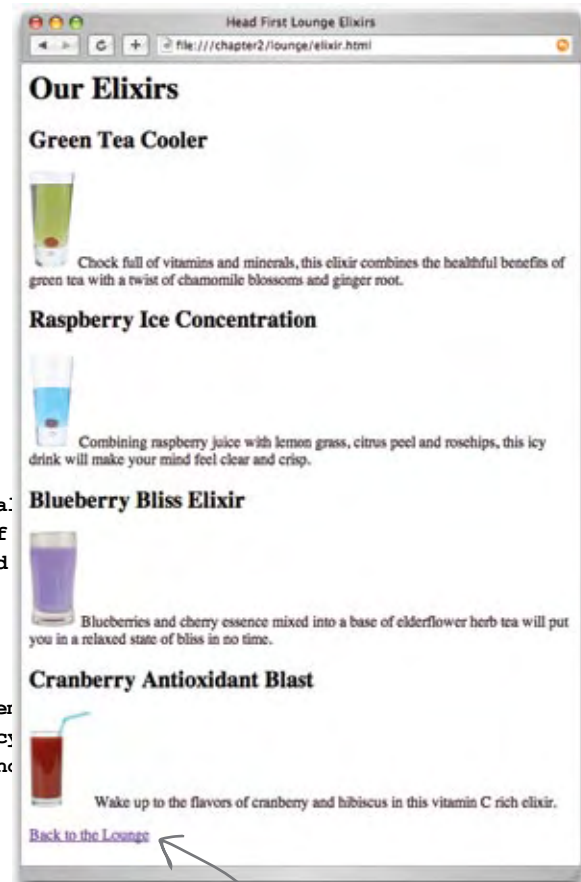 Head First Lounge Elixirs
file:///chapter2/lounge/elixir.html
Our Elixirs
Green Tea Cooler
Chock full of vitamins and minerals, this elixir combines the healthful benefits of
green tea with a twist of chamomile blossoms and ginger root.
Raspberry Ice Concentration
Combining raspberry juice with lemon grass, citrus peel and rosehips, this icy
drink will make your mind feel clear and crisp.
Blueberry Bliss Elixir
Blueberries and cherry essence mixed into a base of elderflower herb tea will put
you in a relaxed state of bliss in no time.
Cranberry Antioxidant Blast
Wake up to the flavors of cranberry and hibiscus in this vitamin C rich elixir.
Back to the Lounge